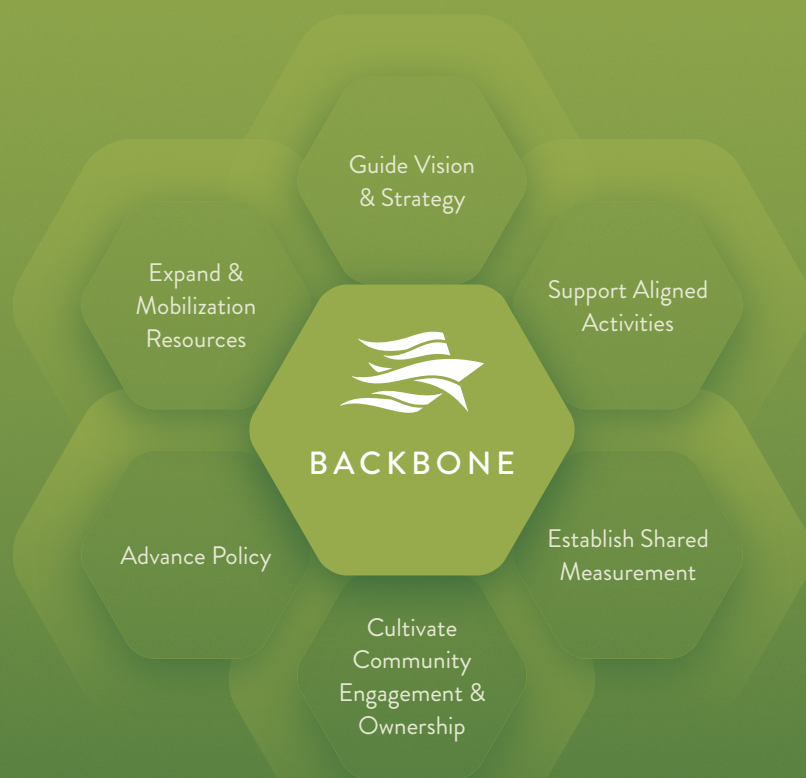 Guide Vision
& Strategy
Expand &
Mobilization
Resources
Support Aligned
Activities
BACKBONE
Advance Policy
Establish Shared
Measurement
Cultivate
Community
Engagement &
Ownership